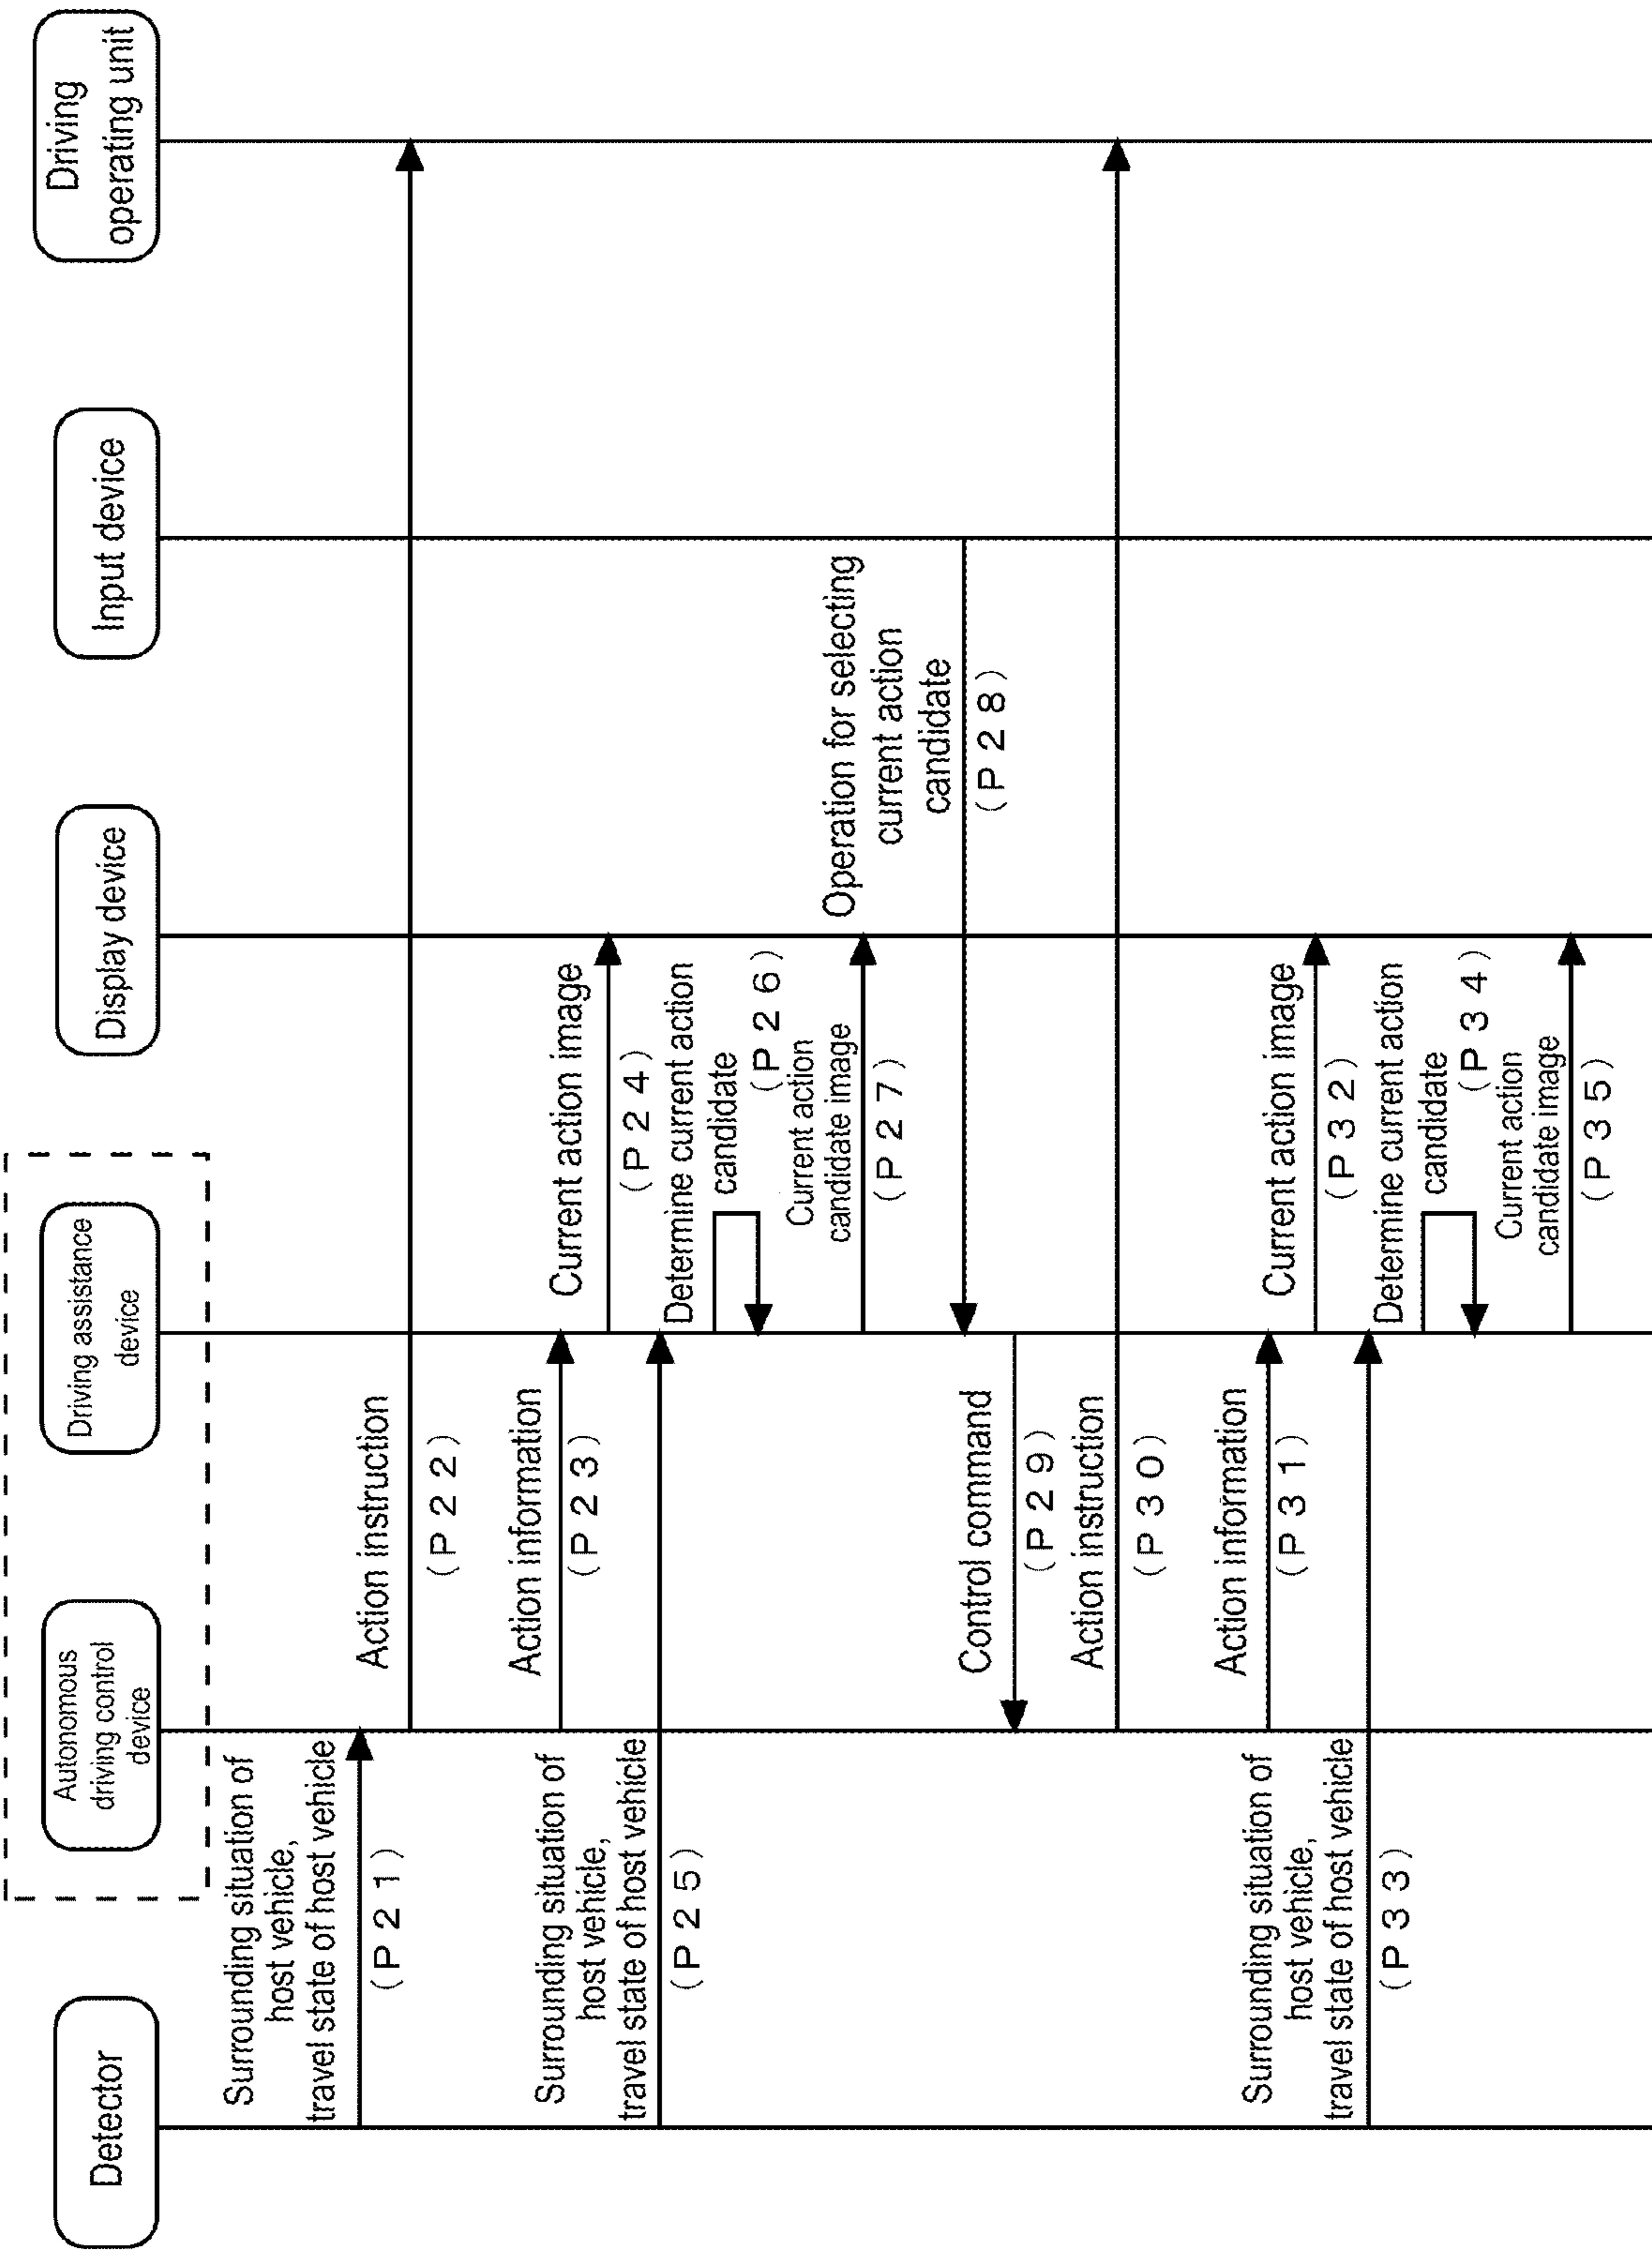 Detector
Autonomous
driving control
device
Driving assistance
device
Display device
Input device
Driving
operating unit
Surrounding situation of
host vehicle,
travel state of host vehicle
(P21)
Action instruction
(P22)
Action information
(P23)
Current action image
(P24)
Surrounding situation of
host vehicle,
travel state of host vehicle
(P25)
Determine current action
candidate
(P26)
Current action
candidate image
(P27)
Operation for selecting
current action
candidate
(P28)
Control command
(P29)
Action instruction
(P30)
Action information
(P31)
Current action image
(P32)
Surrounding situation of
host vehicle,
travel state of host vehicle
(P33)
Determine current action
candidate
(P34)
Current action
candidate image
(P35)